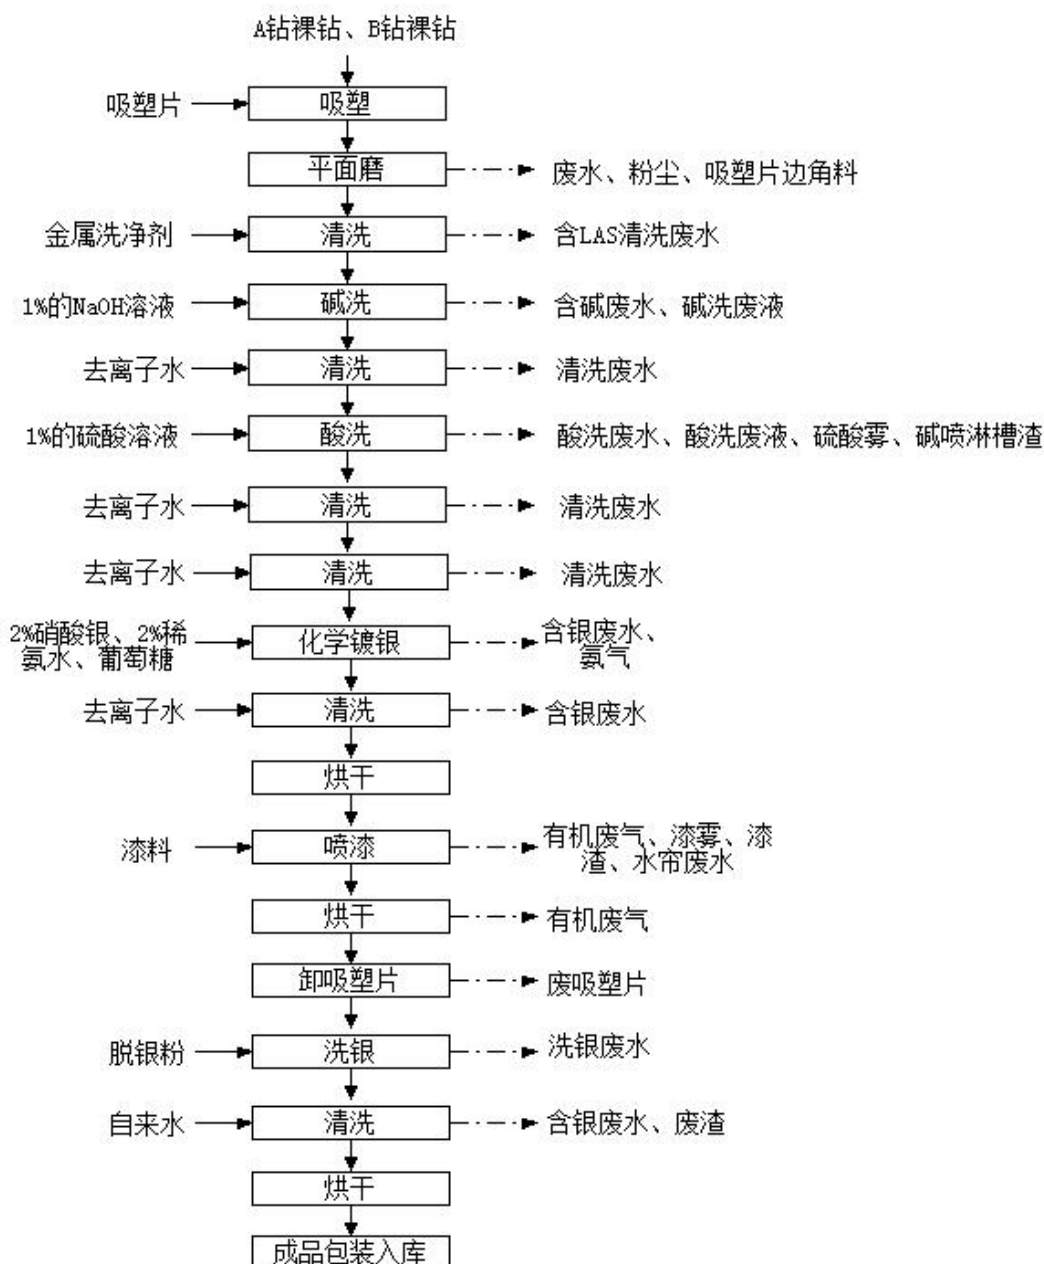 A钻裸钻、B钻裸钻
吸塑片
吸塑
平面磨
废水、粉尘、吸塑片边角料
金属洗净剂
清洗
含LAS清洗废水
1%的NaOH溶液
碱洗
含碱废水、碱洗废液
去离子水
清洗
清洗废水
1%的硫酸溶液
酸洗
酸洗废水、酸洗废液、硫酸雾、碱喷淋槽渣
去离子水
清洗
清洗废水
去离子水
清洗
清洗废水
2%硝酸银、2%稀
氨水、葡萄糖
化学镀银
含银废水、
氨气
去离子水
清洗
含银废水
烘干
漆料
喷漆
有机废气、漆雾、漆
渣、水帘废水
烘干
有机废气
卸吸塑片
废吸塑片
脱银粉
洗银
洗银废水
自来水
清洗
含银废水、废渣
烘干
成品包装入库